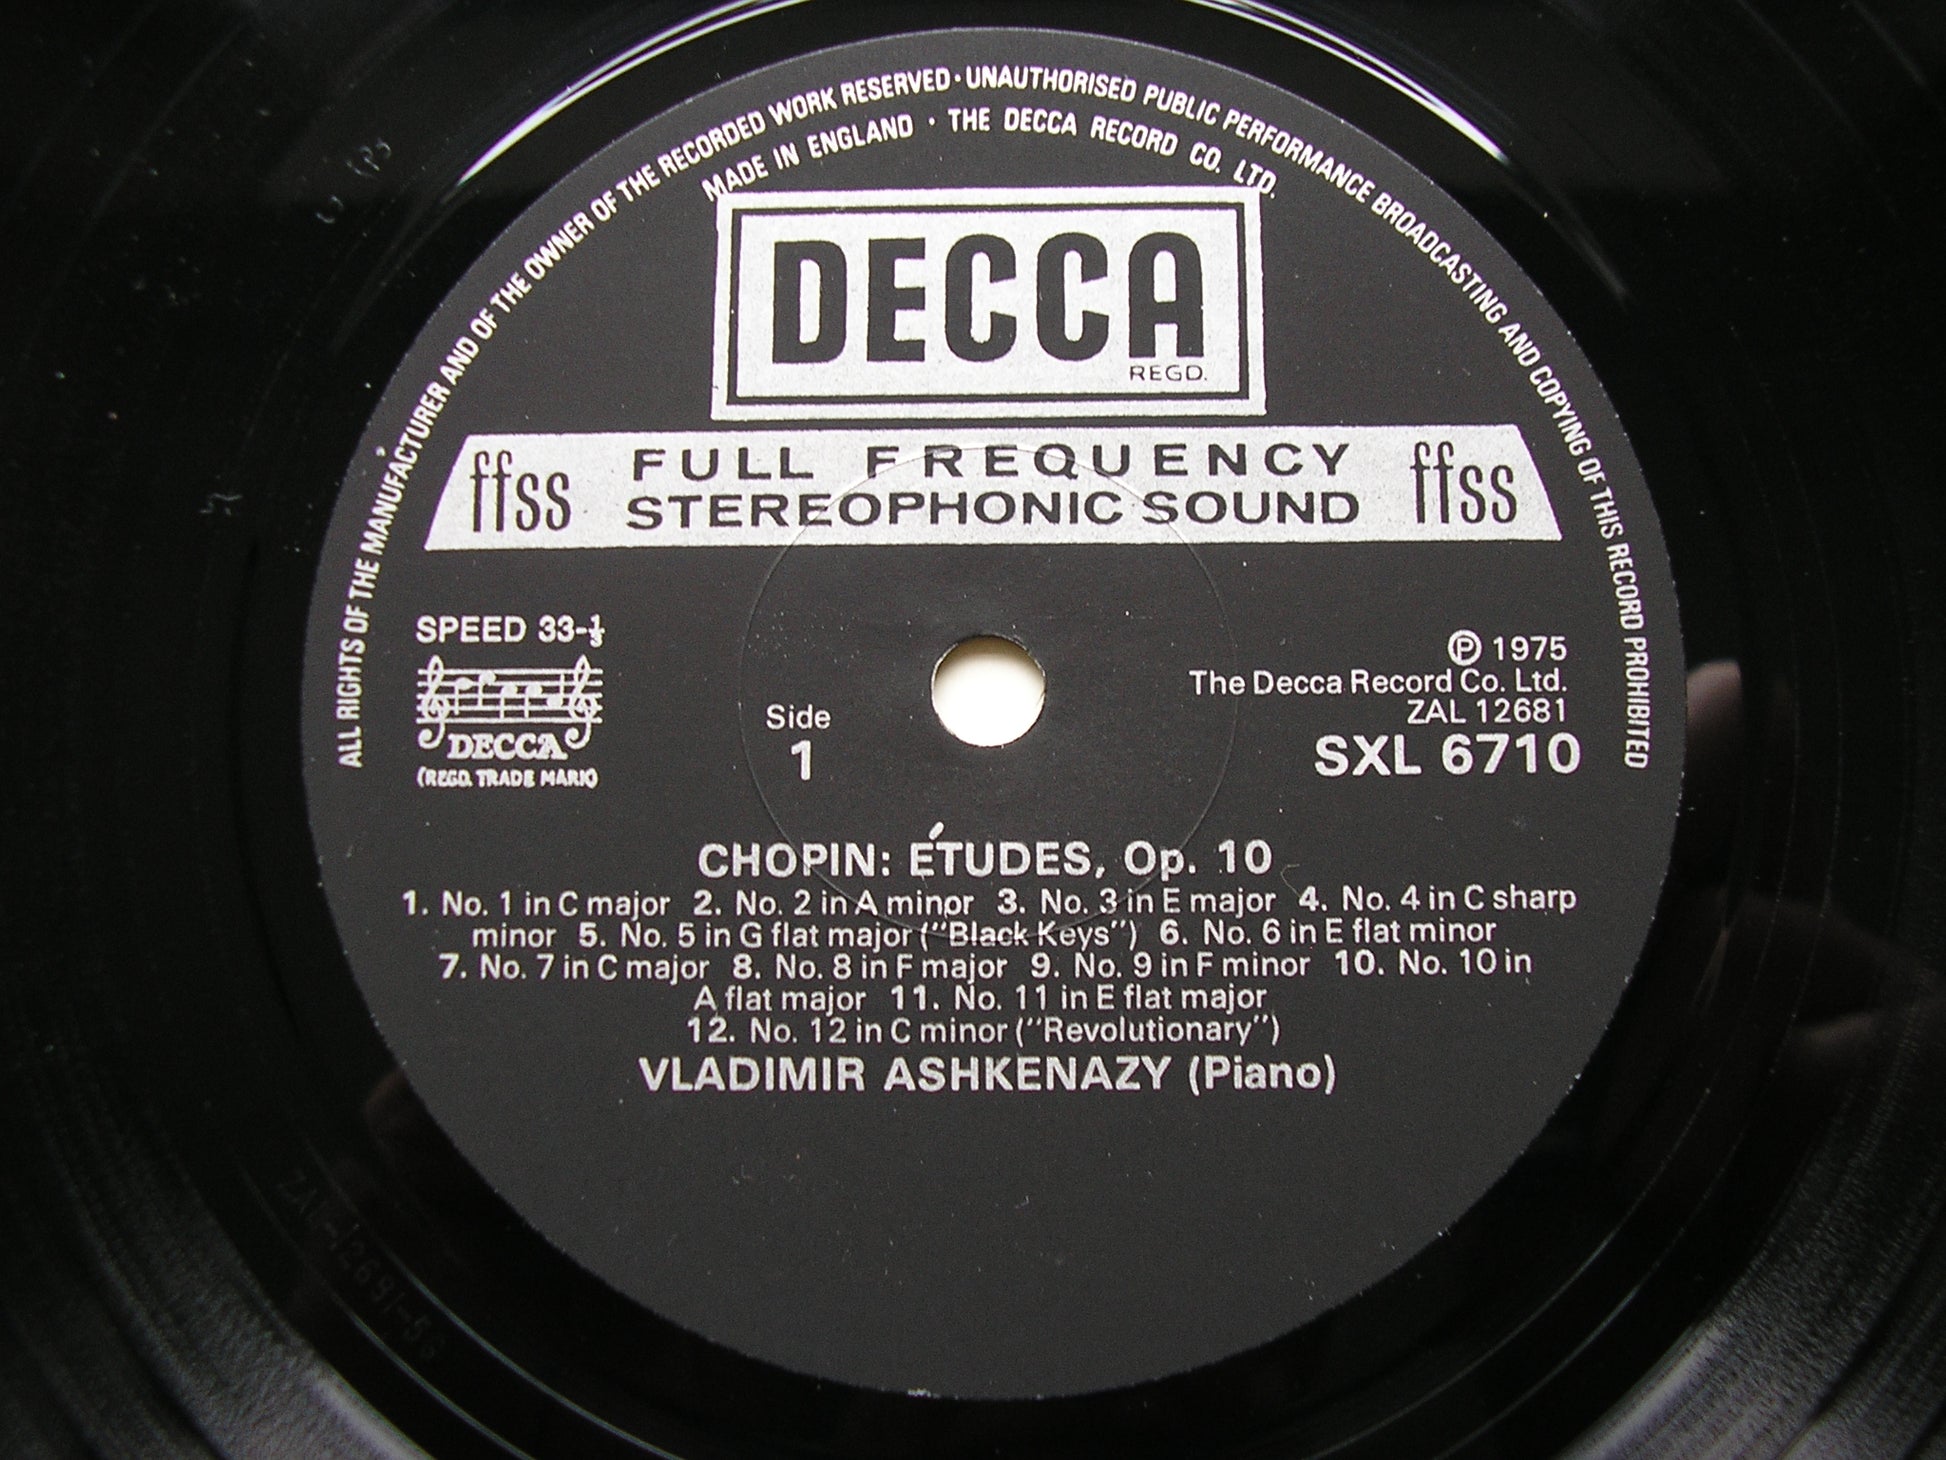 ALL RIGHTS OF THE MANUFACTURER AND OF THE OWNER OF THE RECORDED WORK RESERVED · UNAUTHORISED PUBLIC PERFORMANCE BROADCASTING AND COPYING OF THIS RECORD PROHIBITED
MADE IN ENGLAND · THE DECCA RECORD CO. LTD.
DECCA
REGD.
ffss FULL FREQUENCY ffss
STEREOPHONIC SOUND
SPEED 33-⅓
DECCA
(REGD. TRADE MARK)
Side
1
℗ 1975
The Decca Record Co. Ltd.
ZAL 12681
SXL 6710
CHOPIN: ÉTUDES, Op. 10
1. No. 1 in C major 2. No. 2 in A minor 3. No. 3 in E major 4. No. 4 in C sharp
minor 5. No. 5 in G flat major (“Black Keys”) 6. No. 6 in E flat minor
7. No. 7 in C major 8. No. 8 in F major 9. No. 9 in F minor 10. No. 10 in
A flat major 11. No. 11 in E flat major
12. No. 12 in C minor (“Revolutionary”)
VLADIMIR ASHKENAZY (Piano)
ZAL-12681-5G